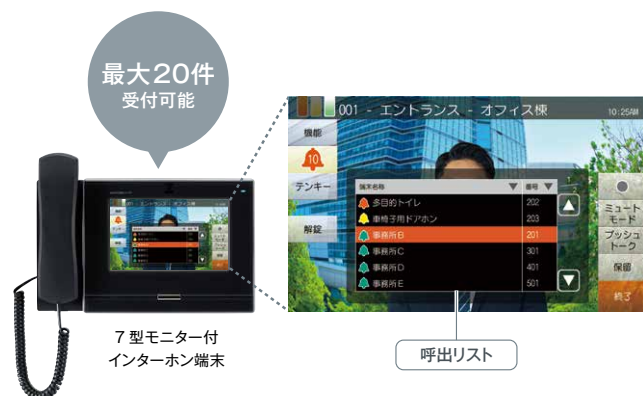 最大20件
受付可能
001 - エントランス - オフィス棟
10:25AM
機能
10
テンキー
解錠
端末名称 ▼ 番号 ▼
多目的トイレ 202
車椅子用ドアホン 203
事務所B 201
事務所C 301
事務所D 401
事務所E 501
ミュート
モード
プッシュ
トーク
保留
終了
7型モニター付
インターホン端末
呼出リスト